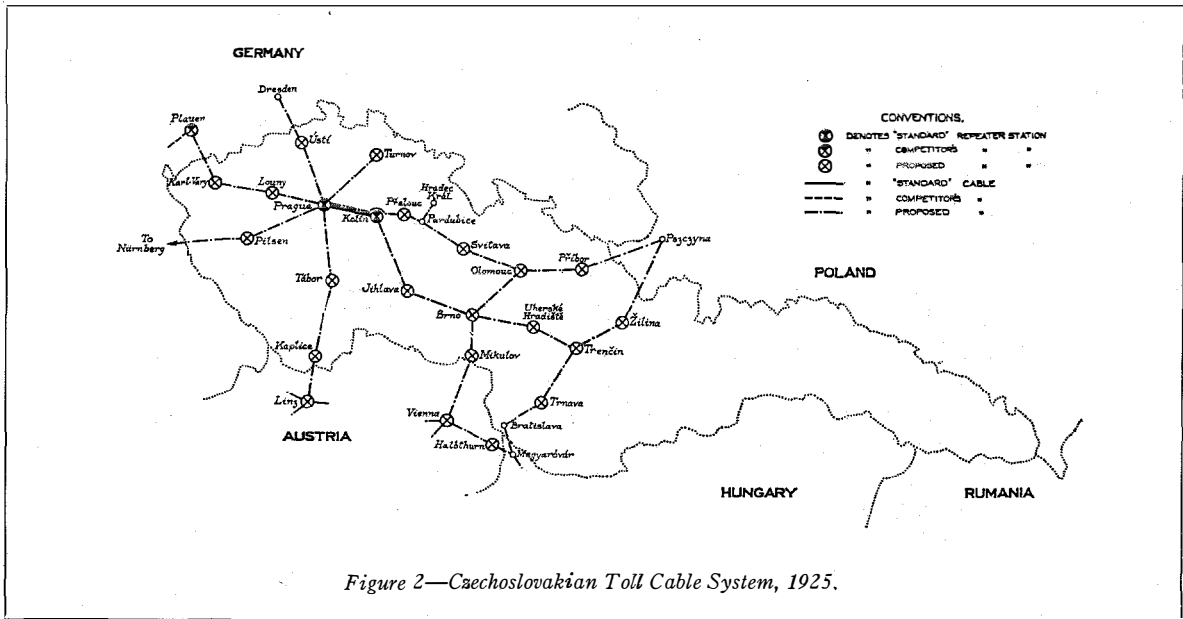 GERMANY
Dresden
Plauen
Ústí
Turnov
Karl. Vary
Louny
Prague
Kolín
Přelouc
Hradec
Král.
Pardubice
To
Nürnberg
Pilsen
Svitava
Olomouc
Příbor
Pszczyna
POLAND
Tábor
Jihlava
Brno
Uherské
Hradiště
Žilina
Trenčín
Kaplice
Mikulov
Linz
Vienna
Trnava
Bratislava
Halbthurn
Magyaróvár
AUSTRIA
HUNGARY
RUMANIA
CONVENTIONS.
DENOTES "STANDARD" REPEATER STATION
" COMPETITORS " "
" PROPOSED " "
" "STANDARD" CABLE
" COMPETITORS "
" PROPOSED "
Figure 2—Czechoslovakian Toll Cable System, 1925.